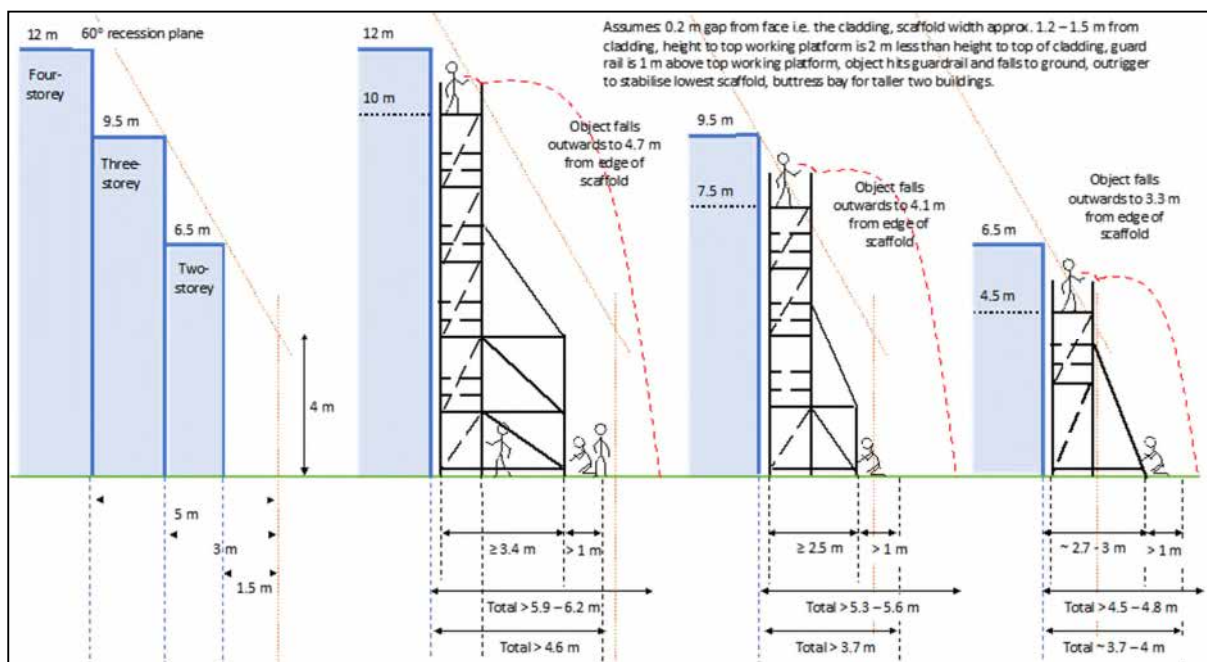 12 m
60° recession plane
Four-
storey
9.5 m
Three-
storey
6.5 m
Two-
storey
4 m
5 m
3 m
1.5 m
Assumes: 0.2 m gap from face i.e. the cladding, scaffold width approx. 1.2 – 1.5 m from
cladding, height to top working platform is 2 m less than height to top of cladding, guard
rail is 1 m above top working platform, object hits guardrail and falls to ground, outrigger
to stabilise lowest scaffold, buttress bay for taller two buildings.
12 m
10 m
Object falls
outwards to 4.7 m
from edge of
scaffold
≥ 3.4 m
> 1 m
Total > 5.9 – 6.2 m
Total > 4.6 m
9.5 m
7.5 m
Object falls
outwards to 4.1 m
from edge of
scaffold
≥ 2.5 m
> 1 m
Total > 5.3 – 5.6 m
Total > 3.7 m
6.5 m
4.5 m
Object falls
outwards to 3.3 m
from edge of
scaffold
~ 2.7 - 3 m
> 1 m
Total > 4.5 – 4.8 m
Total ~ 3.7 – 4 m